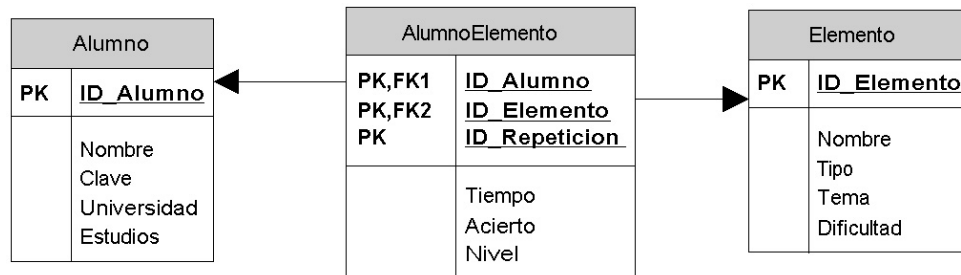 Alumno
PK ID_Alumno
Nombre
Clave
Universidad
Estudios
AlumnoElemento
PK,FK1 ID_Alumno
PK,FK2 ID_Elemento
PK ID_Repeticion
Tiempo
Acierto
Nivel
Elemento
PK ID_Elemento
Nombre
Tipo
Tema
Dificultad